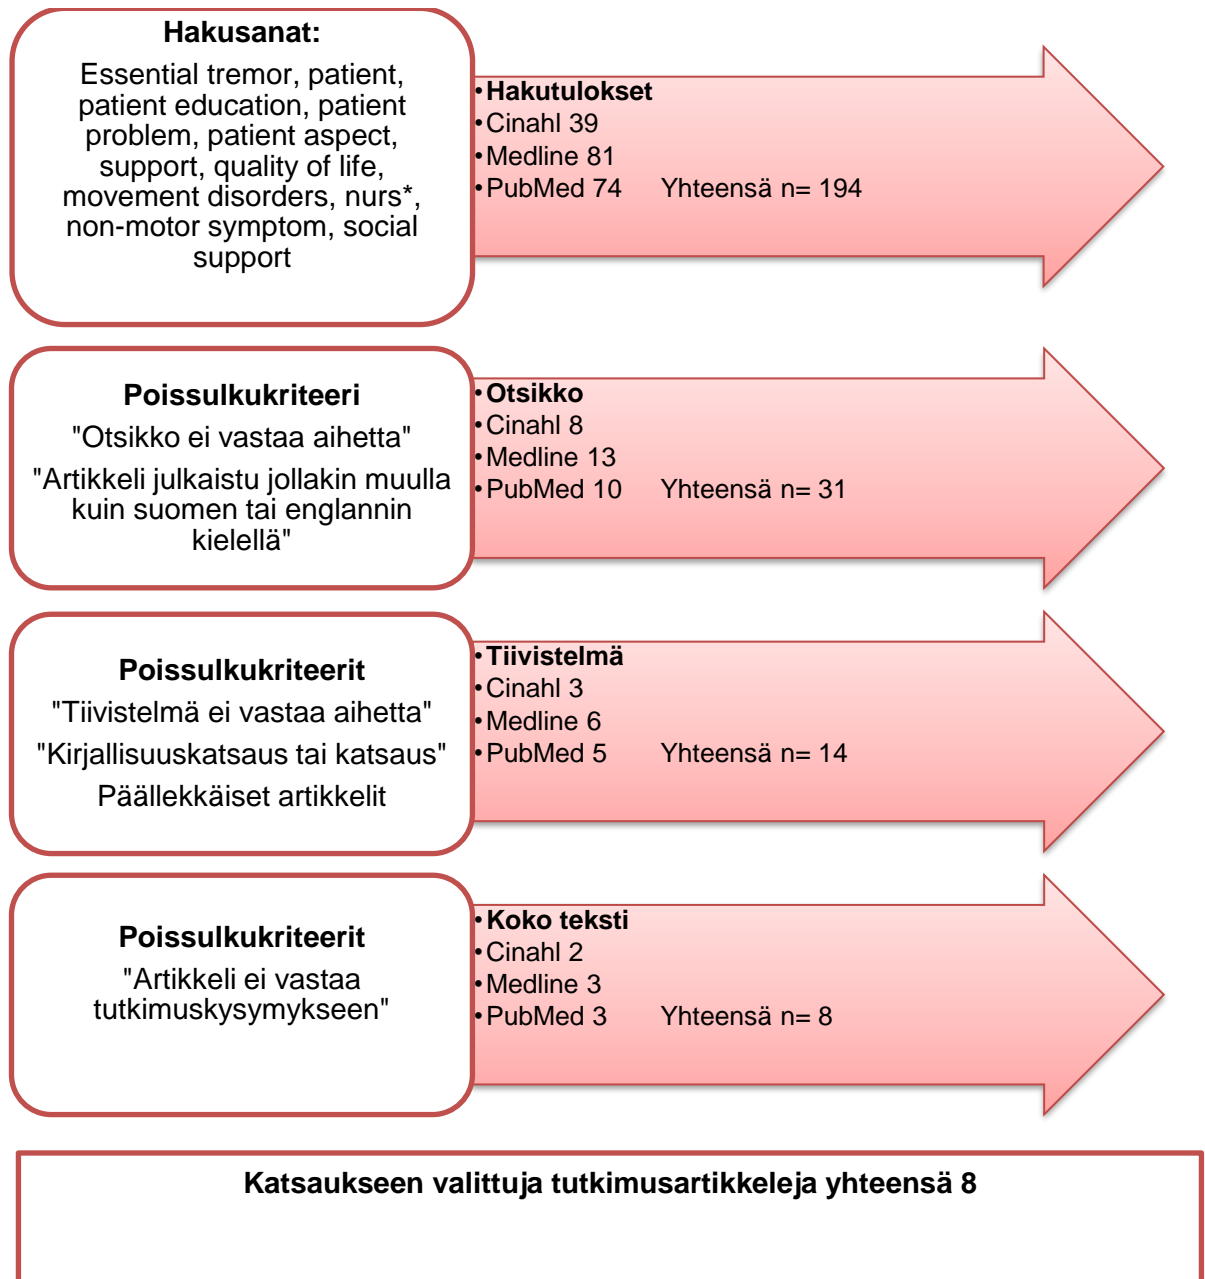 Hakusanat:
Essential tremor, patient,
patient education, patient
problem, patient aspect,
support, quality of life,
movement disorders, nurs*,
non-motor symptom, social
support
•Hakutulokset
•Cinahl 39
•Medline 81
•PubMed 74 Yhteensä n= 194
Poissulkukriteeri
"Otsikko ei vastaa aihetta"
"Artikkeli julkaistu jollakin muulla
kuin suomen tai englannin
kielellä"
•Otsikko
•Cinahl 8
•Medline 13
•PubMed 10 Yhteensä n= 31
Poissulkukriteerit
"Tiivistelmä ei vastaa aihetta"
"Kirjallisuuskatsaus tai katsaus"
Päällekkäiset artikkelit
•Tiivistelmä
•Cinahl 3
•Medline 6
•PubMed 5 Yhteensä n= 14
Poissulkukriteerit
"Artikkeli ei vastaa
tutkimuskysymykseen"
•Koko teksti
•Cinahl 2
•Medline 3
•PubMed 3 Yhteensä n= 8
Katsaukseen valittuja tutkimusartikkeleja yhteensä 8